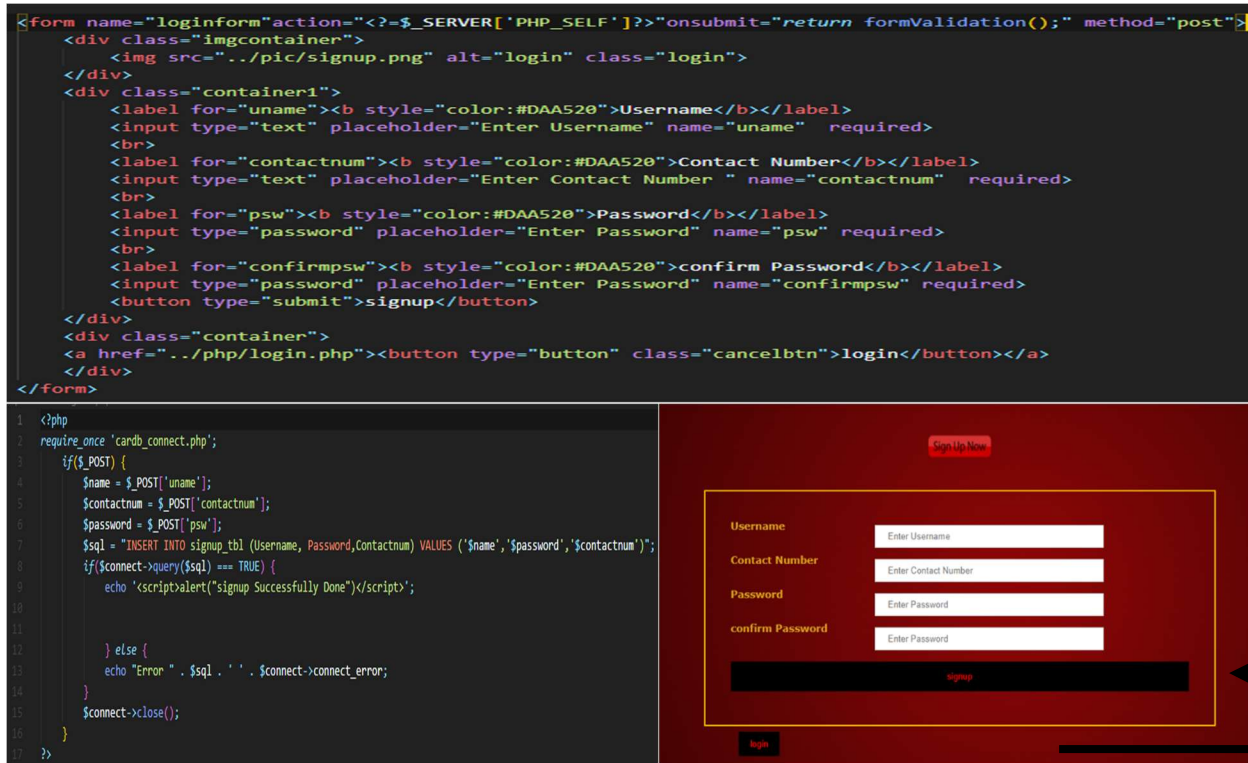 <form name="loginform"action="<?=$_SERVER['PHP_SELF']?>"onsubmit="return formValidation();" method="post">
<div class="imgcontainer">
<img src="../pic/signup.png" alt="login" class="login">
</div>
<div class="container1">
<label for="uname"><b style="color:#DAA520">Username</b></label>
<input type="text" placeholder="Enter Username" name="uname"  required>
<br>
<label for="contactnum"><b style="color:#DAA520">Contact Number</b></label>
<input type="text" placeholder="Enter Contact Number " name="contactnum"  required>
<br>
<label for="psw"><b style="color:#DAA520">Password</b></label>
<input type="password" placeholder="Enter Password" name="psw" required>
<br>
<label for="confirmpsw"><b style="color:#DAA520">confirm Password</b></label>
<input type="password" placeholder="Enter Password" name="confirmpsw" required>
<button type="submit">signup</button>
</div>
<div class="container">
<a href="../php/login.php"><button type="button" class="cancelbtn">login</button></a>
</div>
</form>
1 <?php
2 require_once 'cardb_connect.php';
3 if($_POST) {
4 $name = $_POST['uname'];
5 $contactnum = $_POST['contactnum'];
6 $password = $_POST['psw'];
7 $sql = "INSERT INTO signup_tbl (Username, Password,Contactnum) VALUES ('$name','$password','$contactnum')";
8 if($connect->query($sql) === TRUE) {
9 echo '<script>alert("signup Successfully Done")</script>';
10
11
12 } else {
13 echo "Error " . $sql . ' ' . $connect->connect_error;
14 }
15 $connect->close();
16 }
17 ?>
Sign Up Now
Username Enter Username
Contact Number Enter Contact Number
Password Enter Password
confirm Password Enter Password
signup
login